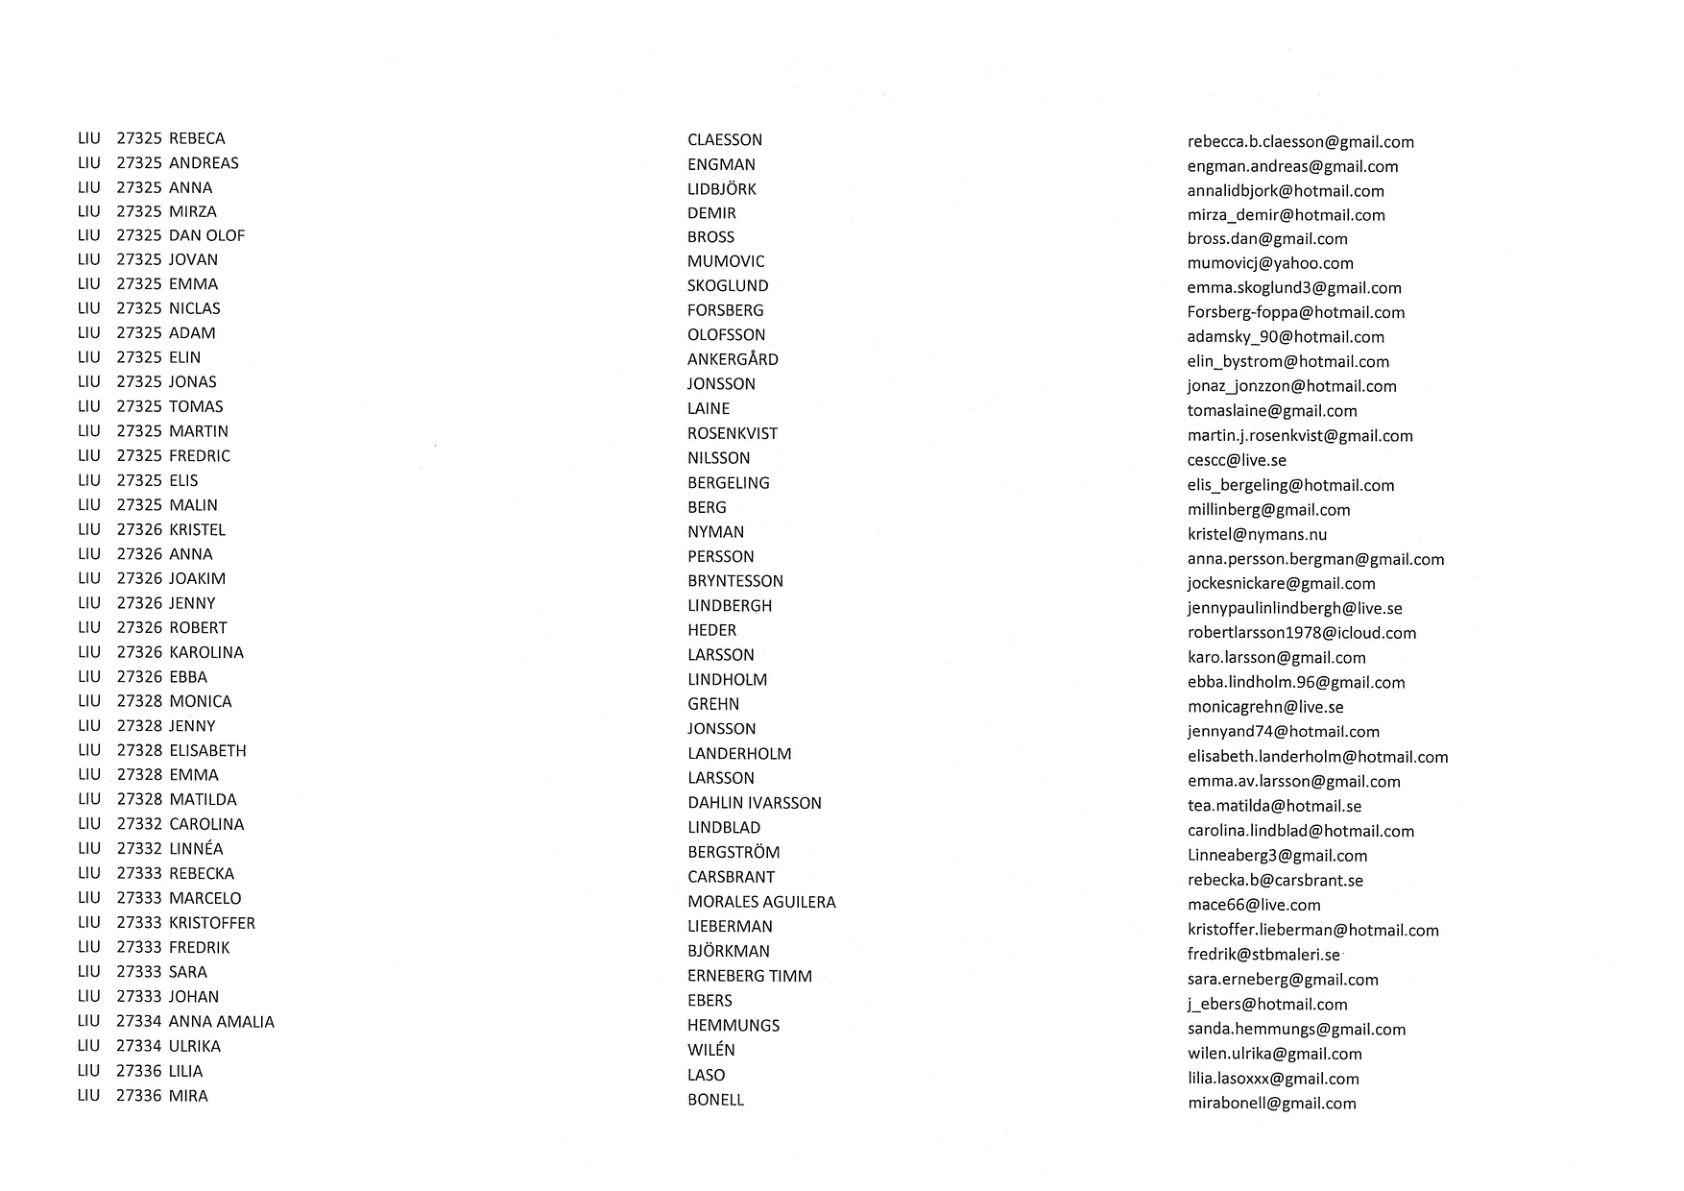 LIU 27325 REBECA CLAESSON rebecca.b.claesson@gmail.com
LIU 27325 ANDREAS ENGMAN engman.andreas@gmail.com
LIU 27325 ANNA LIDBJÖRK annalidbjork@hotmail.com
LIU 27325 MIRZA DEMIR mirza_demir@hotmail.com
LIU 27325 DAN OLOF BROSS bross.dan@gmail.com
LIU 27325 JOVAN MUMOVIC mumovicj@yahoo.com
LIU 27325 EMMA SKOGLUND emma.skoglund3@gmail.com
LIU 27325 NICLAS FORSBERG Forsberg-foppa@hotmail.com
LIU 27325 ADAM OLOFSSON adamsky_90@hotmail.com
LIU 27325 ELIN ANKERGÅRD elin_bystrom@hotmail.com
LIU 27325 JONAS JONSSON jonaz_jonzzon@hotmail.com
LIU 27325 TOMAS LAINE tomaslaine@gmail.com
LIU 27325 MARTIN ROSENKVIST martin.j.rosenkvist@gmail.com
LIU 27325 FREDRIC NILSSON cescc@live.se
LIU 27325 ELIS BERGELING elis_bergeling@hotmail.com
LIU 27325 MALIN BERG millinberg@gmail.com
LIU 27326 KRISTEL NYMAN kristel@nymans.nu
LIU 27326 ANNA PERSSON anna.persson.bergman@gmail.com
LIU 27326 JOAKIM BRYNTESSON jockesnickare@gmail.com
LIU 27326 JENNY LINDBERGH jennypaulinlindbergh@live.se
LIU 27326 ROBERT HEDER robertlarsson1978@icloud.com
LIU 27326 KAROLINA LARSSON karo.larsson@gmail.com
LIU 27326 EBBA LINDHOLM ebba.lindholm.96@gmail.com
LIU 27328 MONICA GREHN monicagrehn@live.se
LIU 27328 JENNY JONSSON jennyand74@hotmail.com
LIU 27328 ELISABETH LANDERHOLM elisabeth.landerholm@hotmail.com
LIU 27328 EMMA LARSSON emma.av.larsson@gmail.com
LIU 27328 MATILDA DAHLIN IVARSSON tea.matilda@hotmail.se
LIU 27332 CAROLINA LINDBLAD carolina.lindblad@hotmail.com
LIU 27332 LINNÉA BERGSTRÖM Linneaberg3@gmail.com
LIU 27333 REBECKA CARSBRANT rebecka.b@carsbrant.se
LIU 27333 MARCELO MORALES AGUILERA mace66@live.com
LIU 27333 KRISTOFFER LIEBERMAN kristoffer.lieberman@hotmail.com
LIU 27333 FREDRIK BJÖRKMAN fredrik@stbmaleri.se
LIU 27333 SARA ERNEBERG TIMM sara.erneberg@gmail.com
LIU 27333 JOHAN EBERS j_ebers@hotmail.com
LIU 27334 ANNA AMALIA HEMMUNGS sanda.hemmungs@gmail.com
LIU 27334 ULRIKA WILÉN wilen.ulrika@gmail.com
LIU 27336 LILIA LASO lilia.lasoxxx@gmail.com
LIU 27336 MIRA BONELL mirabonell@gmail.com